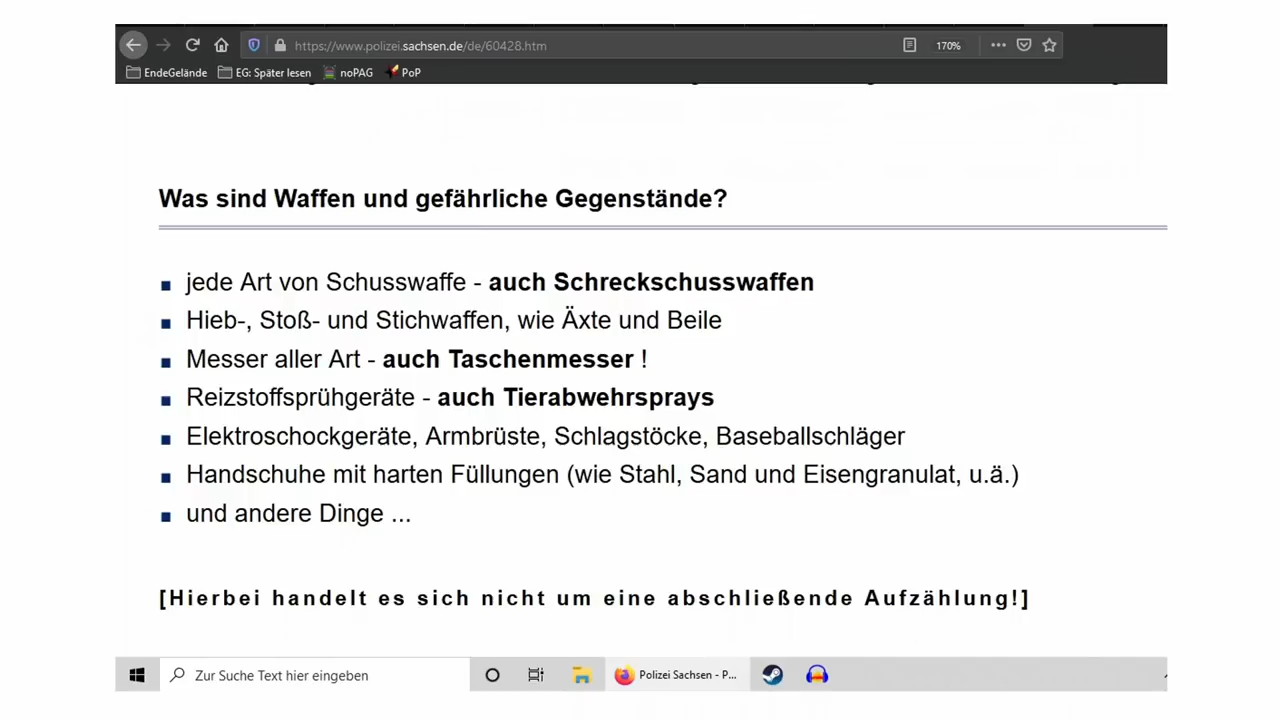 https://www.polizei.sachsen.de/de/60428.htm 170%
EndeGelände EG: Später lesen noPAG PoP
Was sind Waffen und gefährliche Gegenstände?
jede Art von Schusswaffe - auch Schreckschusswaffen
Hieb-, Stoß- und Stichwaffen, wie Äxte und Beile
Messer aller Art - auch Taschenmesser !
Reizstoffsprühgeräte - auch Tierabwehrsprays
Elektroschockgeräte, Armbrüste, Schlagstöcke, Baseballschläger
Handschuhe mit harten Füllungen (wie Stahl, Sand und Eisengranulat, u.ä.)
und andere Dinge ...
[Hierbei handelt es sich nicht um eine abschließende Aufzählung!]
Zur Suche Text hier eingeben Polizei Sachsen - P...